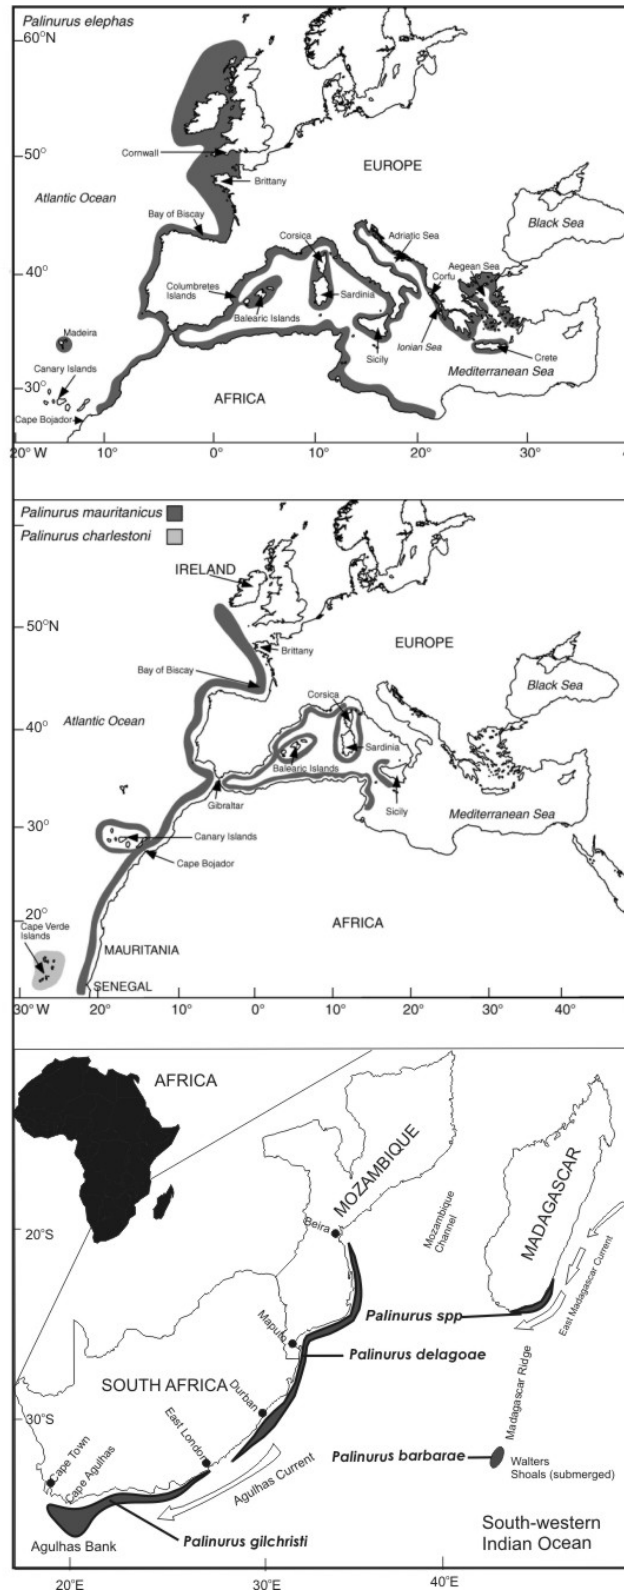 Palinurus elephas
60°N
Cornwall
50°
EUROPE
Brittany
Atlantic Ocean
Black Sea
Bay of Biscay
Corsica
Adriatic Sea
Aegean Sea
Corfu
40°
Columbretes
Islands
Sardinia
Balearic Islands
Madeira
Sicily
Ionian Sea
Crete
Canary Islands
Mediterranean Sea
30°
AFRICA
Cape Bojador
20° W
10°
0°
10°
20°
30°
Palinurus mauritanicus
Palinurus charlestoni
IRELAND
50°N
Brittany
EUROPE
Bay of Biscay
Black Sea
Corsica
Atlantic Ocean
40°
Sardinia
Balearic Islands
Gibraltar
Sicily
Mediterranean Sea
30°
Canary Islands
Cape Bojador
20°
Cape Verde
Islands
AFRICA
MAURITANIA
SENEGAL
30° W
20°
10°
0°
10°
20°
30°
40°
AFRICA
MOZAMBIQUE
MADAGASCAR
Beira
Mozambique
Channel
20°S
East Madagascar Current
Palinurus spp
Maputo
Palinurus delagoae
SOUTH AFRICA
Madagascar Ridge
Durban
30°S
East London
Palinurus barbarae
Walters
Shoals (submerged)
Cape Town
Cape Agulhas
Agulhas Current
Palinurus gilchristi
Agulhas Bank
South-western
Indian Ocean
20°E
30°E
40°E